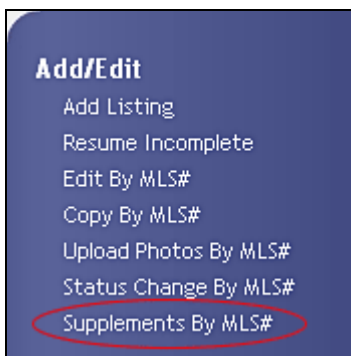 Add/Edit
Add Listing
Resume Incomplete
Edit By MLS#
Copy By MLS#
Upload Photos By MLS#
Status Change By MLS#
Supplements By MLS#